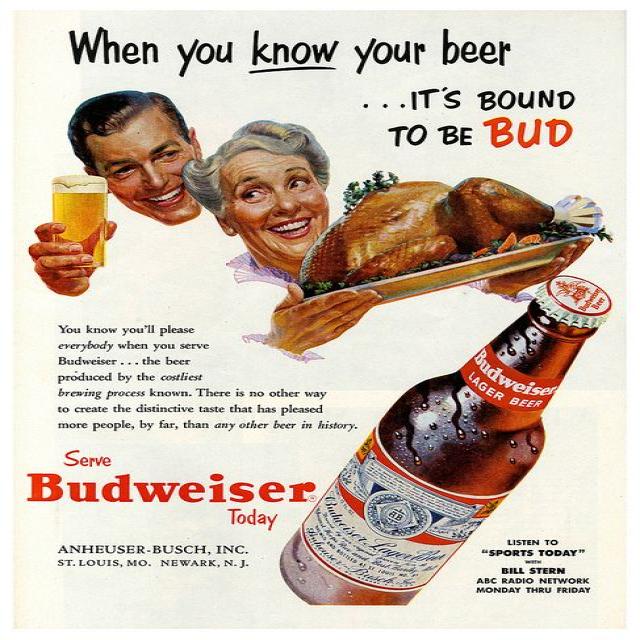 When you know your beer
...IT'S BOUND
TO BE BUD
You know you'll please
everybody when you serve
Budweiser . . . the beer
produced by the costliest
brewing process known. There is no other way
to create the distinctive taste that has pleased
more people, by far, than any other beer in history.
Serve
Budweiser®
Today
ANHEUSER-BUSCH, INC.
ST. LOUIS, MO. NEWARK, N. J.
Budweiser
LAGER BEER
Budweiser Lager Beer
Anheuser-Busch, Inc.
LISTEN TO
"SPORTS TODAY"
WITH
BILL STERN
ABC RADIO NETWORK
MONDAY THRU FRIDAY